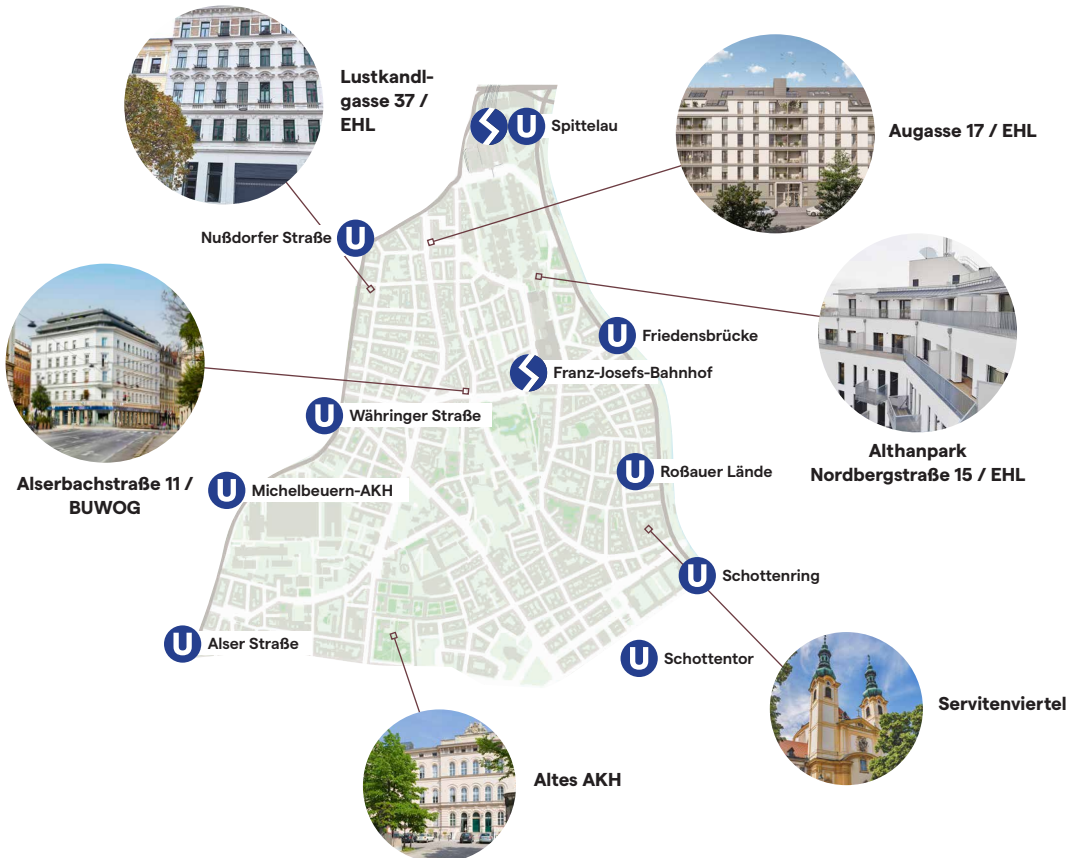 Lustkandl-
gasse 37 /
EHL
U Spittelau
Augasse 17 / EHL
Nußdorfer Straße U
U Friedensbrücke
Franz-Josefs-Bahnhof
U Währinger Straße
Althanpark
Nordbergstraße 15 / EHL
Alserbachstraße 11 /
BUWOG
U Michelbeuern-AKH
U Roßauer Lände
U Schottenring
U Alser Straße
U Schottentor
Servitenviertel
Altes AKH